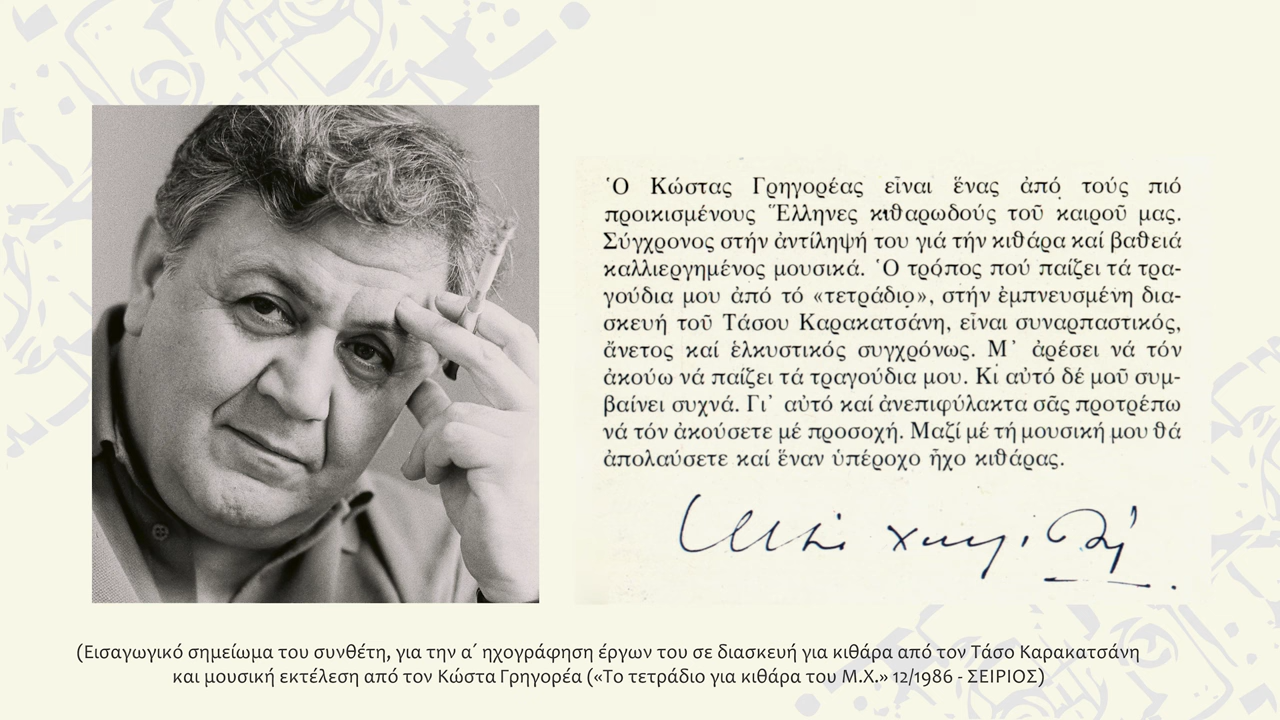 Ὁ Κώστας Γρηγορέας εἶναι ἕνας ἀπό τούς πιό
προικισμένους Ἕλληνες κιθαρωδούς τοῦ καιροῦ μας.
Σύγχρονος στήν ἀντίληψή του γιά τήν κιθάρα καί βαθειά
καλλιεργημένος μουσικά. Ὁ τρόπος πού παίζει τά τρα-
γούδια μου ἀπό τό «τετράδιο», στήν ἐμπνευσμένη δια-
σκευή τοῦ Τάσου Καρακατσάνη, εἶναι συναρπαστικός,
ἄνετος καί ἑλκυστικός συγχρόνως. Μ᾿ ἀρέσει νά τόν
ἀκούω νά παίζει τά τραγούδια μου. Κι αὐτό δέ μοῦ συμ-
βαίνει συχνά. Γι᾿ αὐτό καί ἀνεπιφύλακτα σᾶς προτρέπω
νά τόν ἀκούσετε μέ προσοχή. Μαζί μέ τή μουσική μου θά
ἀπολαύσετε καί ἕναν ὑπέροχο ἦχο κιθάρας.
(Εισαγωγικό σημείωμα του συνθέτη, για την α΄ ηχογράφηση έργων του σε διασκευή για κιθάρα από τον Τάσο Καρακατσάνη
και μουσική εκτέλεση από τον Κώστα Γρηγορέα («Το τετράδιο για κιθάρα του Μ.Χ.» 12/1986 - ΣΕΙΡΙΟΣ)